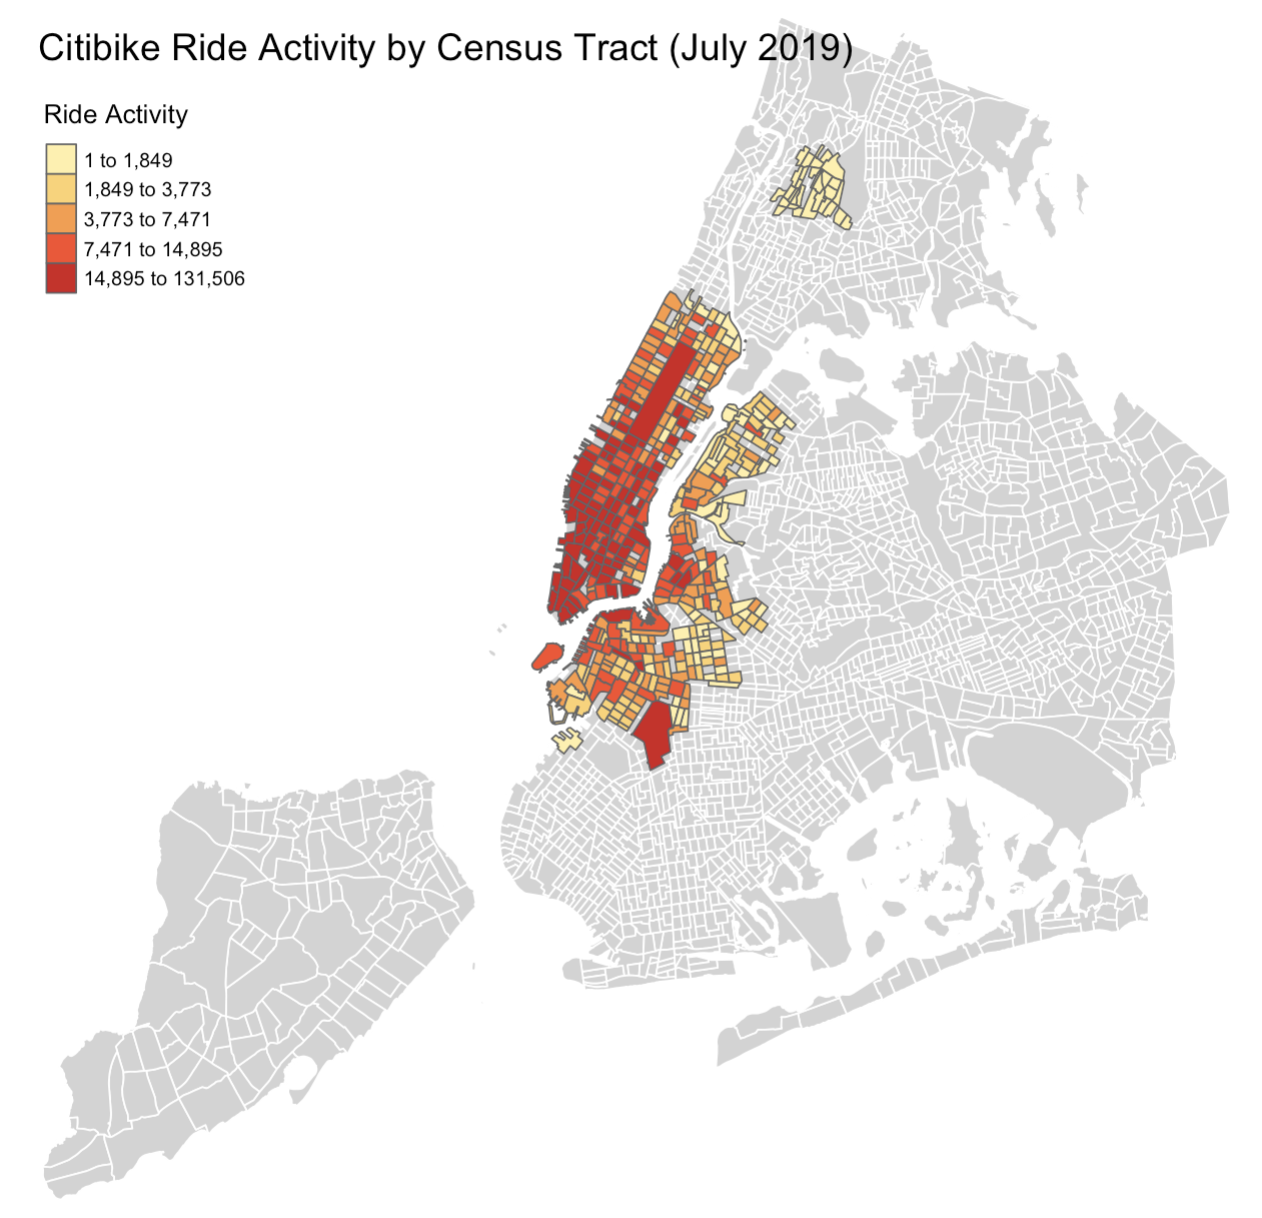 Citibike Ride Activity by Census Tract (July 2019)
Ride Activity
1 to 1,849
1,849 to 3,773
3,773 to 7,471
7,471 to 14,895
14,895 to 131,506